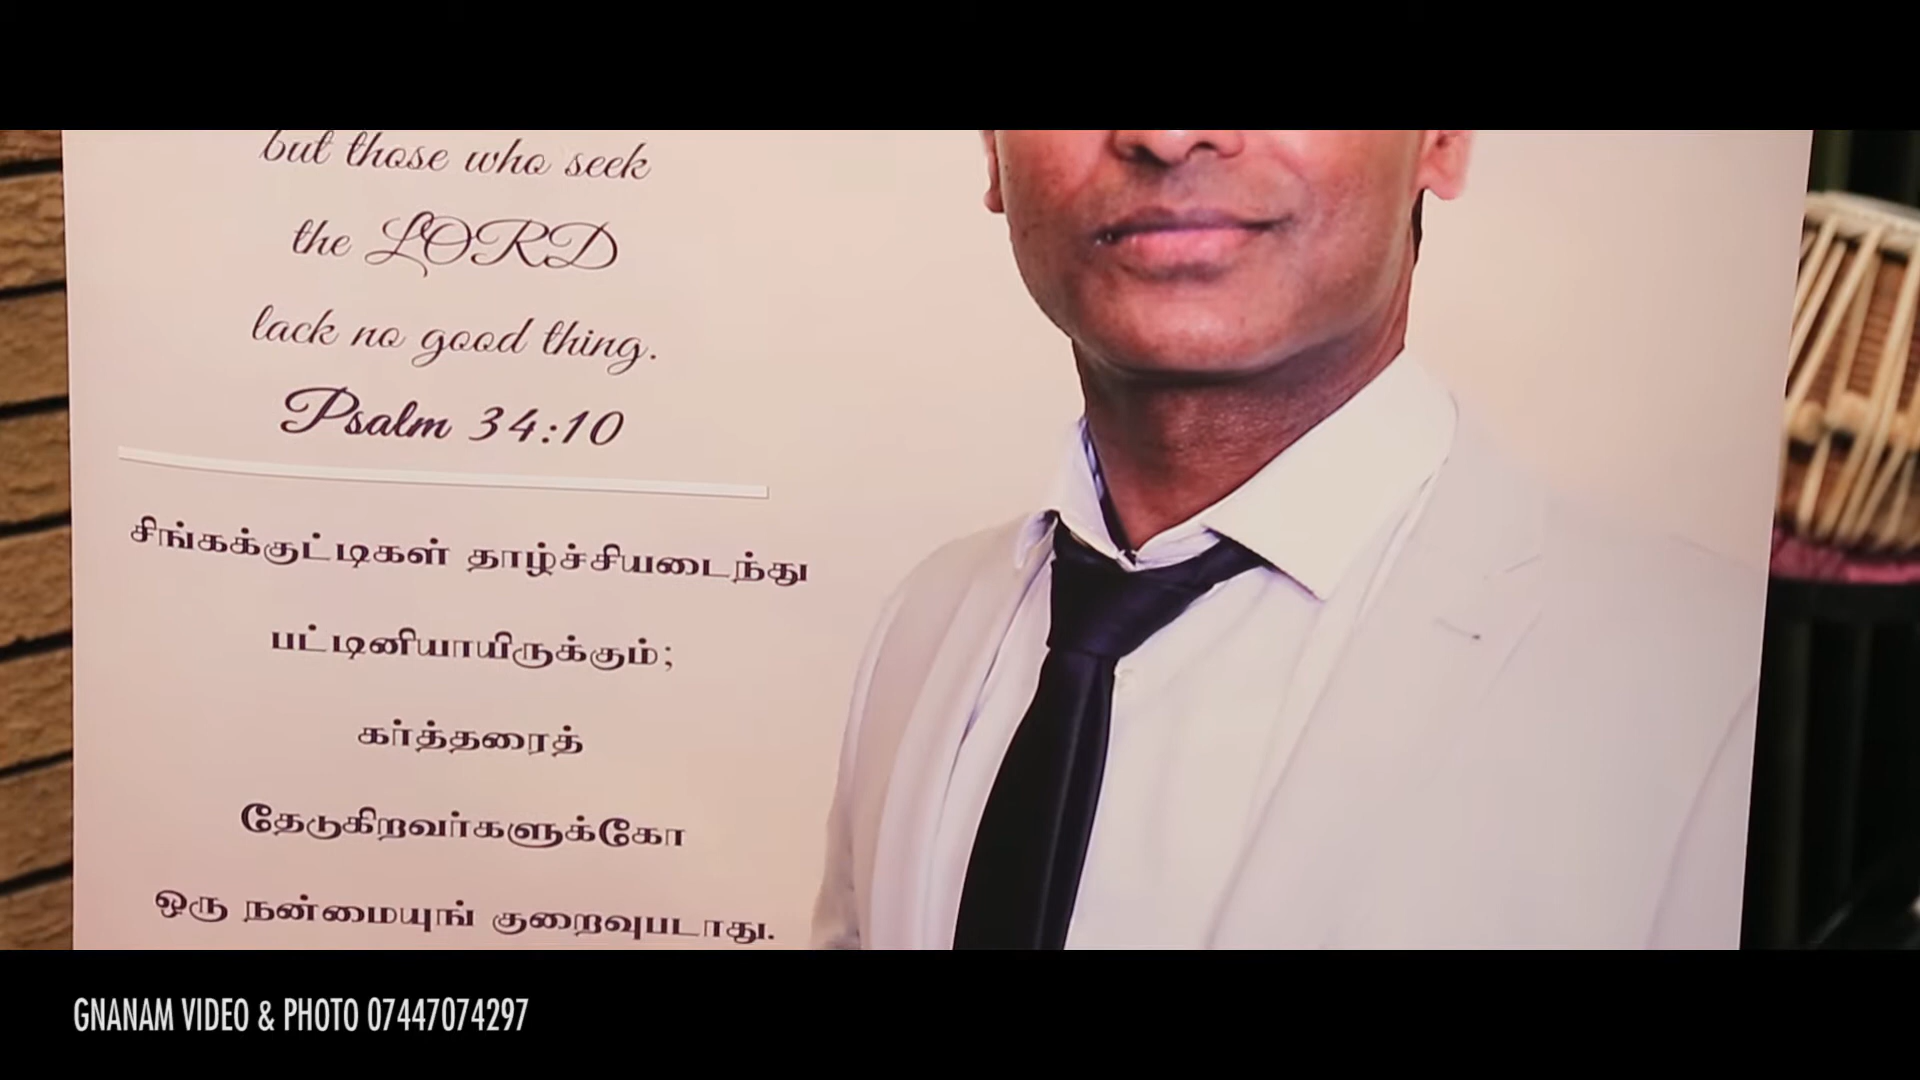 but those who seek
the LORD
lack no good thing.
Psalm 34:10
சிங்கக்குட்டிகள் தாழ்ச்சியடைந்து
பட்டினியாயிருக்கும்;
கர்த்தரைத்
தேடுகிறவர்களுக்கோ
ஒரு நன்மையுங் குறைவுபடாது.
GNANAM VIDEO & PHOTO 07447074297